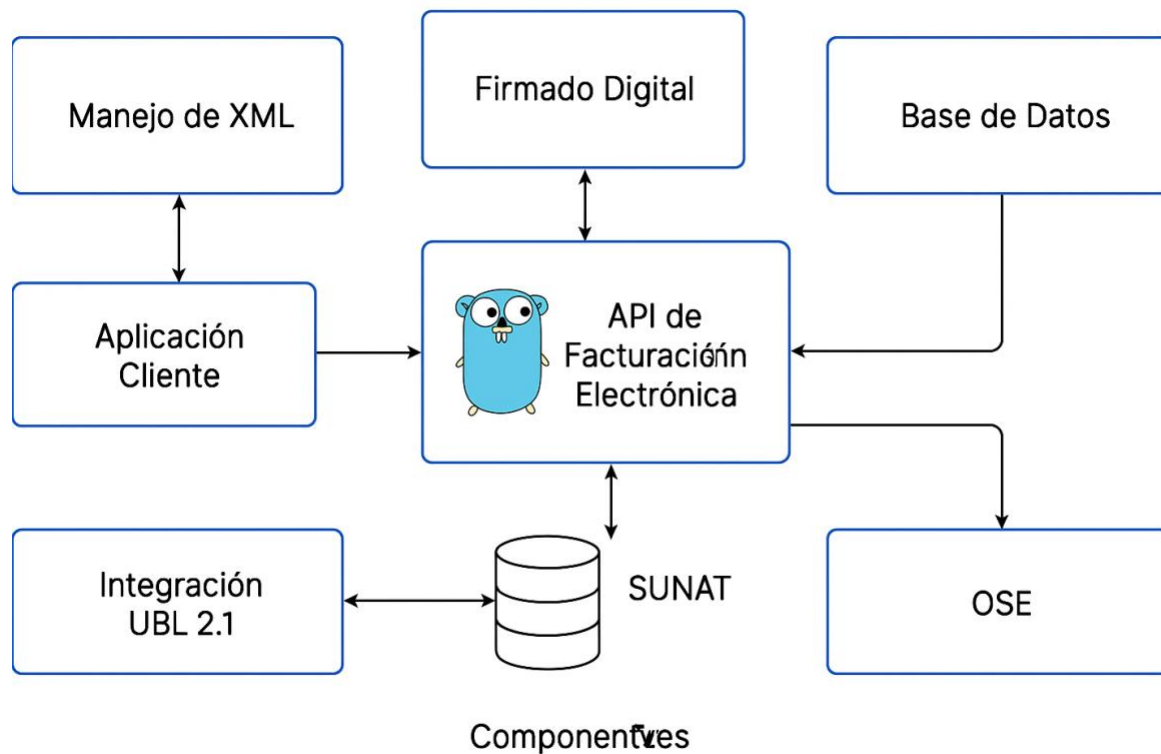 Manejo de XML
Firmado Digital
Base de Datos
Aplicación
Cliente
API de
Electrónica
Integración
UBL 2.1
SUNAT
OSE